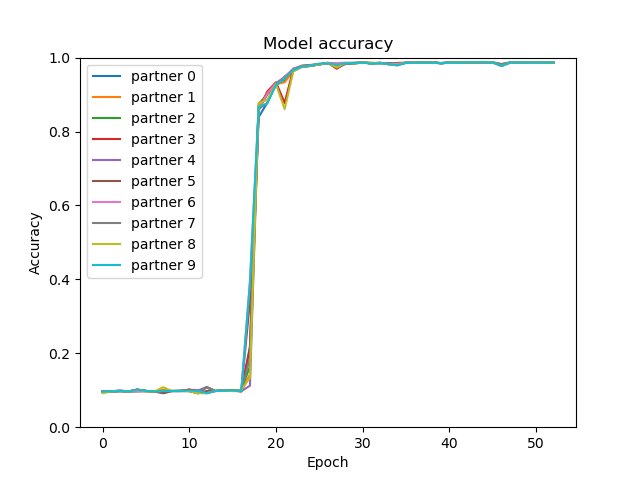 Model accuracy
1.0
0.8
0.6
0.4
0.2
0.0
Accuracy
partner 0
partner 1
partner 2
partner 3
partner 4
partner 5
partner 6
partner 7
partner 8
partner 9
0 10 20 30 40 50
Epoch